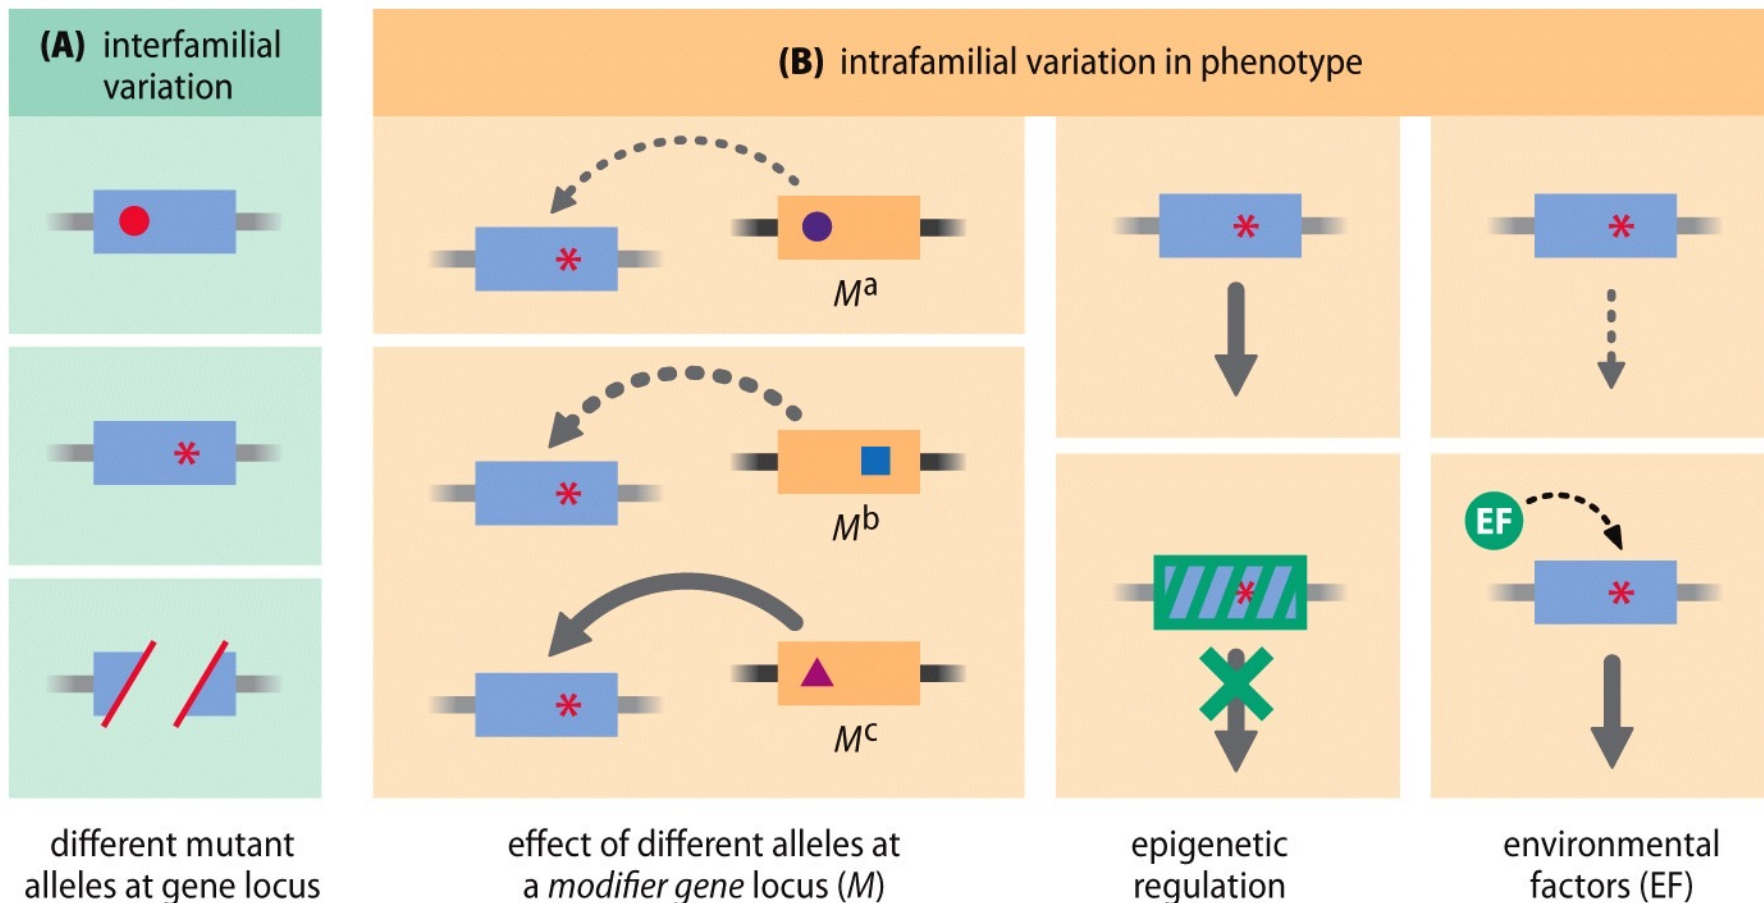 (A) interfamilial
variation
(B) intrafamilial variation in phenotype
Mª
Mᵇ
Mᶜ
EF
different mutant
alleles at gene locus
effect of different alleles at
a modifier gene locus (M)
epigenetic
regulation
environmental
factors (EF)